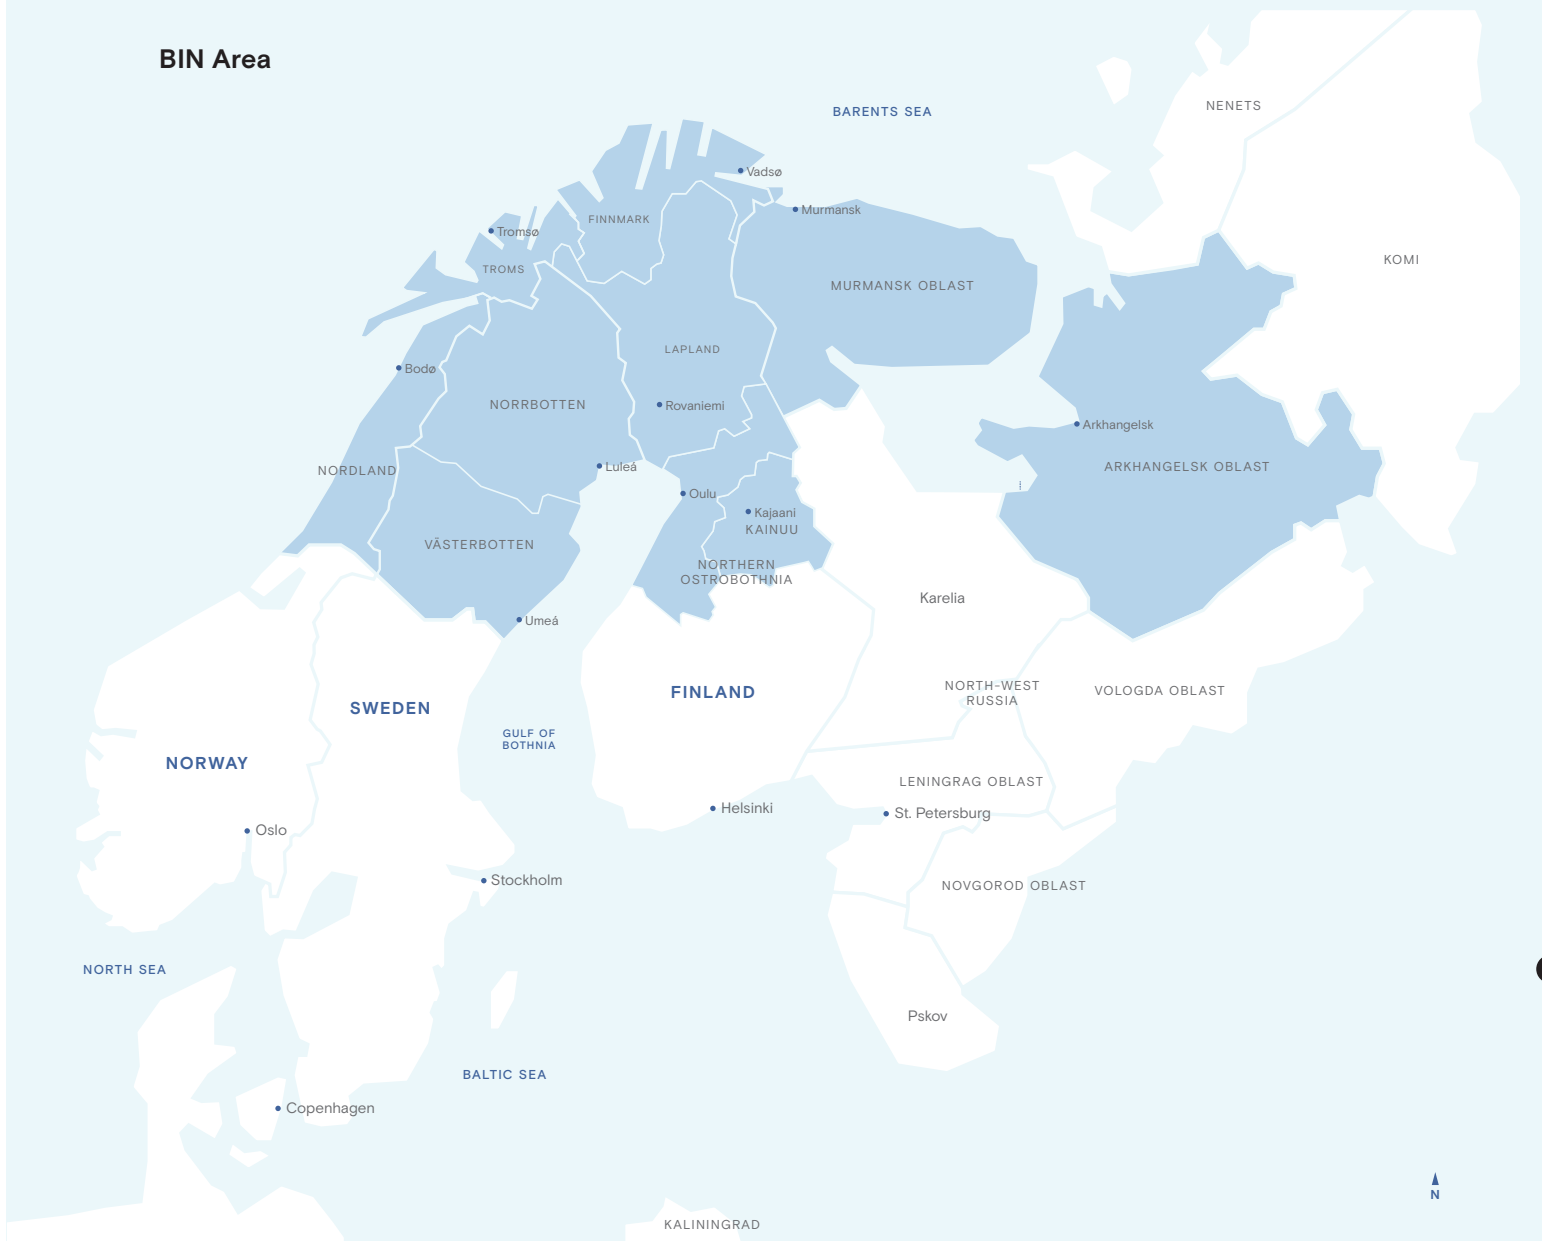 BIN Area
NENETS
BARENTS SEA
Vadsø
Murmansk
FINNMARK
Tromsø
KOMI
TROMS
MURMANSK OBLAST
LAPLAND
Bodø
NORRBOTTEN
Rovaniemi
Arkhangelsk
NORDLAND
Luleá
ARKHANGELSK OBLAST
Oulu
Kajaani
KAINUU
VÄSTERBOTTEN
NORTHERN
OSTROBOTHNIA
Karelia
Umeá
NORTH-WEST
RUSSIA
VOLOGDA OBLAST
FINLAND
SWEDEN
GULF OF
BOTHNIA
NORWAY
LENINGRAG OBLAST
Helsinki
St. Petersburg
Oslo
Stockholm
NOVGOROD OBLAST
NORTH SEA
Pskov
BALTIC SEA
Copenhagen
N
KALININGRAD